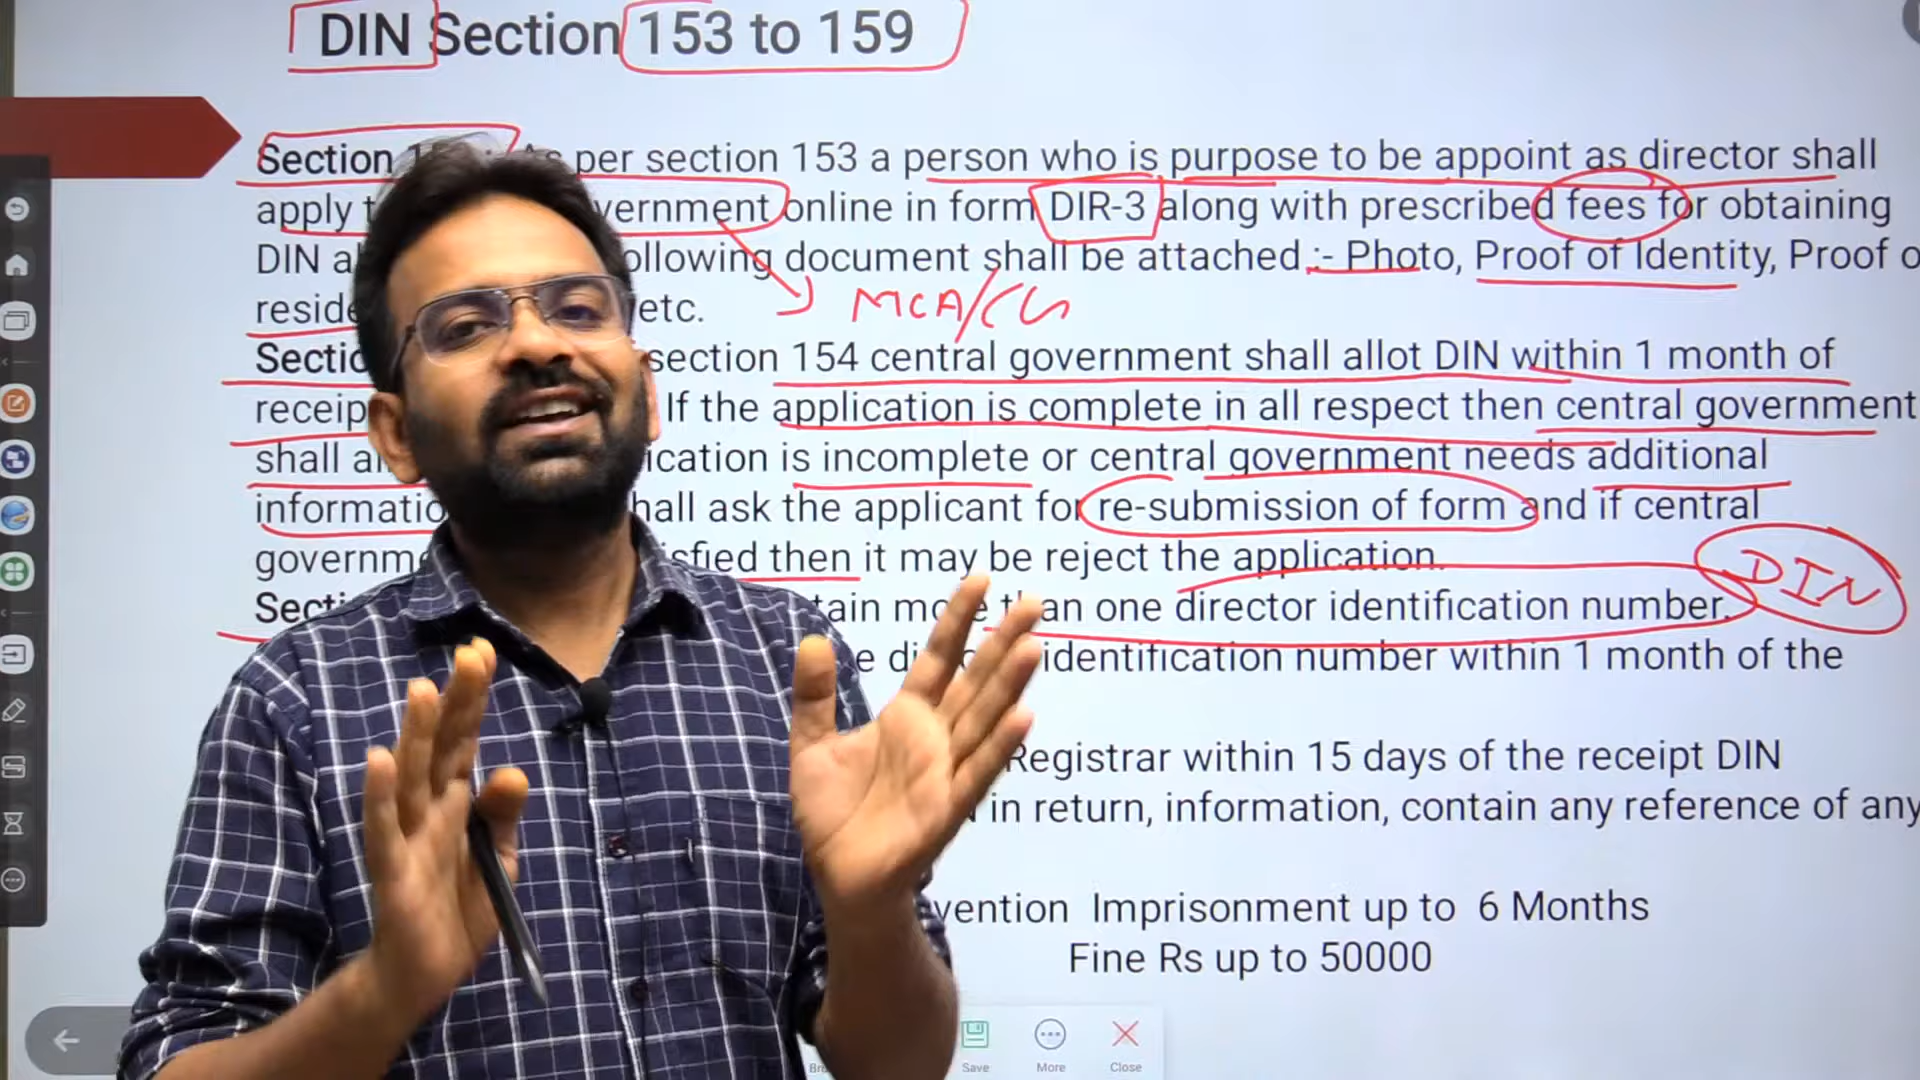 DIN Section 153 to 159
Section per section 153 a person who is purpose to be appoint as director shall
apply vernment online in form DIR-3 along with prescribed fees for obtaining
DIN ollowing document shall be attached :- Photo, Proof of Identity, Proof o
reside etc.
MCA/CG
Sectio section 154 central government shall allot DIN within 1 month of
receip If the application is complete in all respect then central government
shall al ication is incomplete or central government needs additional
informatio hall ask the applicant for re-submission of form and if central
governme sfied then it may be reject the application.
DIN
Secti tain more than one director identification number.
identification number within 1 month of the
Registrar within 15 days of the receipt DIN
in return, information, contain any reference of any
vention Imprisonment up to 6 Months
Fine Rs up to 50000
Save More Close